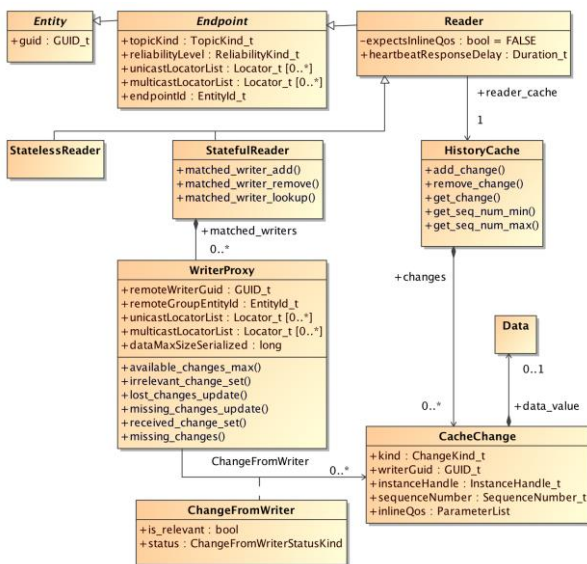 Entity
+guid : GUID_t
Endpoint
+topicKind : TopicKind_t
+reliabilityLevel : ReliabilityKind_t
+unicastLocatorList : Locator_t [0..*]
+multicastLocatorList : Locator_t [0..*]
+endpointId : EntityId_t
Reader
-expectsInlineQos : bool = FALSE
+heartbeatResponseDelay : Duration_t
+reader_cache
1
StatelessReader
StatefulReader
+matched_writer_add()
+matched_writer_remove()
+matched_writer_lookup()
HistoryCache
+add_change()
+remove_change()
+get_change()
+get_seq_num_min()
+get_seq_num_max()
+matched_writers
0..*
WriterProxy
+remoteWriterGuid : GUID_t
+remoteGroupEntityId : EntityId_t
+unicastLocatorList : Locator_t [0..*]
+multicastLocatorList : Locator_t [0..*]
+dataMaxSizeSerialized : long
+available_changes_max()
+irrelevant_change_set()
+lost_changes_update()
+missing_changes_update()
+received_change_set()
+missing_changes()
+changes
Data
0..1
0..*
+data_value
CacheChange
+kind : ChangeKind_t
+writerGuid : GUID_t
+instanceHandle : InstanceHandle_t
+sequenceNumber : SequenceNumber_t
+inlineQos : ParameterList
ChangeFromWriter
0..*
ChangeFromWriter
+is_relevant : bool
+status : ChangeFromWriterStatusKind